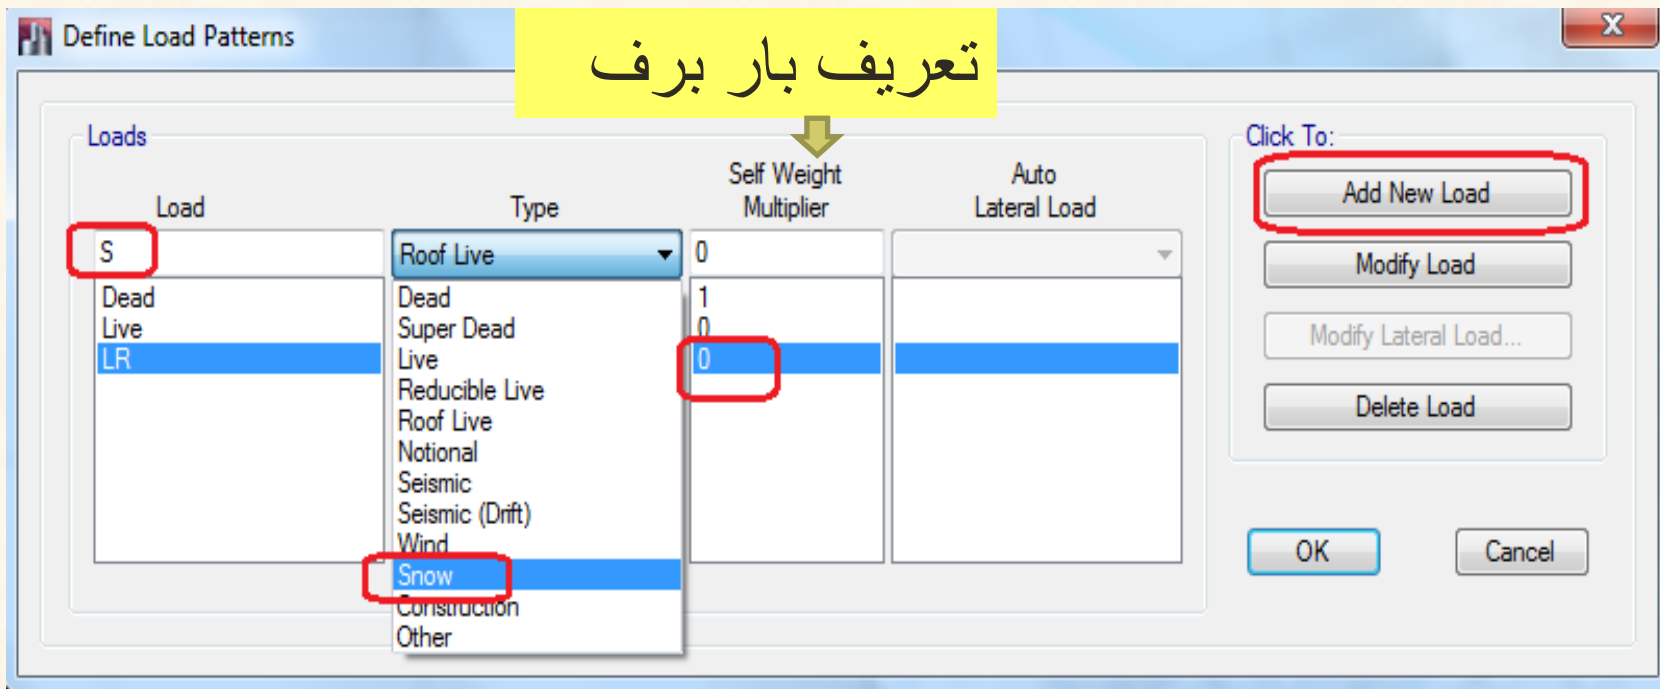 Define Load Patterns
X
تعریف بار برف
Loads
Click To:
Load
Type
Self Weight
Multiplier
Auto
Lateral Load
Add New Load
S
Roof Live
0
Modify Load
Dead
Dead
1
Live
Super Dead
0
Modify Lateral Load...
LR
Live
0
Reducible Live
Delete Load
Roof Live
Notional
Seismic
Seismic (Drift)
Wind
Snow
OK
Cancel
Construction
Other